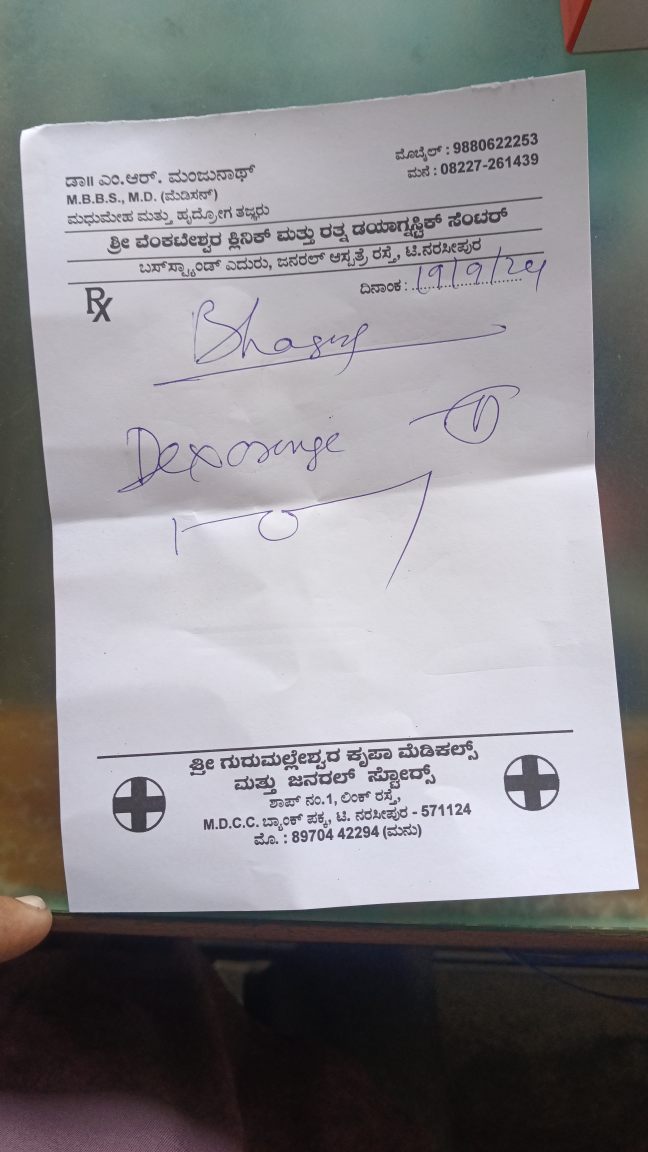 ಡಾ॥ ಎಂ.ಆರ್. ಮಂಜುನಾಥ್
M.B.B.S., M.D. (ಮೆಡಿಸನ್)
ಮಧುಮೇಹ ಮತ್ತು ಹೃದ್ರೋಗ ತಜ್ಞರು
ಮೊಬೈಲ್ : 9880622253
ಮನೆ : 08227-261439
ಶ್ರೀ ವೆಂಕಟೇಶ್ವರ ಕ್ಲಿನಿಕ್ ಮತ್ತು ರತ್ನ ಡಯಾಗ್ನಸ್ಟಿಕ್ ಸೆಂಟರ್
ಬಸ್‌ಸ್ಟ್ಯಾಂಡ್ ಎದುರು, ಜನರಲ್ ಆಸ್ಪತ್ರೆ ರಸ್ತೆ, ಟಿ.ನರಸೀಪುರ
ದಿನಾಂಕ : 19/9/24
Rx
Dexorange
1-0-1
ಶ್ರೀ ಗುರುಮಲ್ಲೇಶ್ವರ ಕೃಪಾ ಮೆಡಿಕಲ್ಸ್
ಮತ್ತು ಜನರಲ್ ಸ್ಟೋರ್ಸ್
ಶಾಪ್ ನಂ.1, ಲಿಂಕ್ ರಸ್ತೆ,
M.D.C.C. ಬ್ಯಾಂಕ್ ಪಕ್ಕ, ಟಿ. ನರಸೀಪುರ - 571124
ಮೊ. : 89704 42294 (ಮನು)